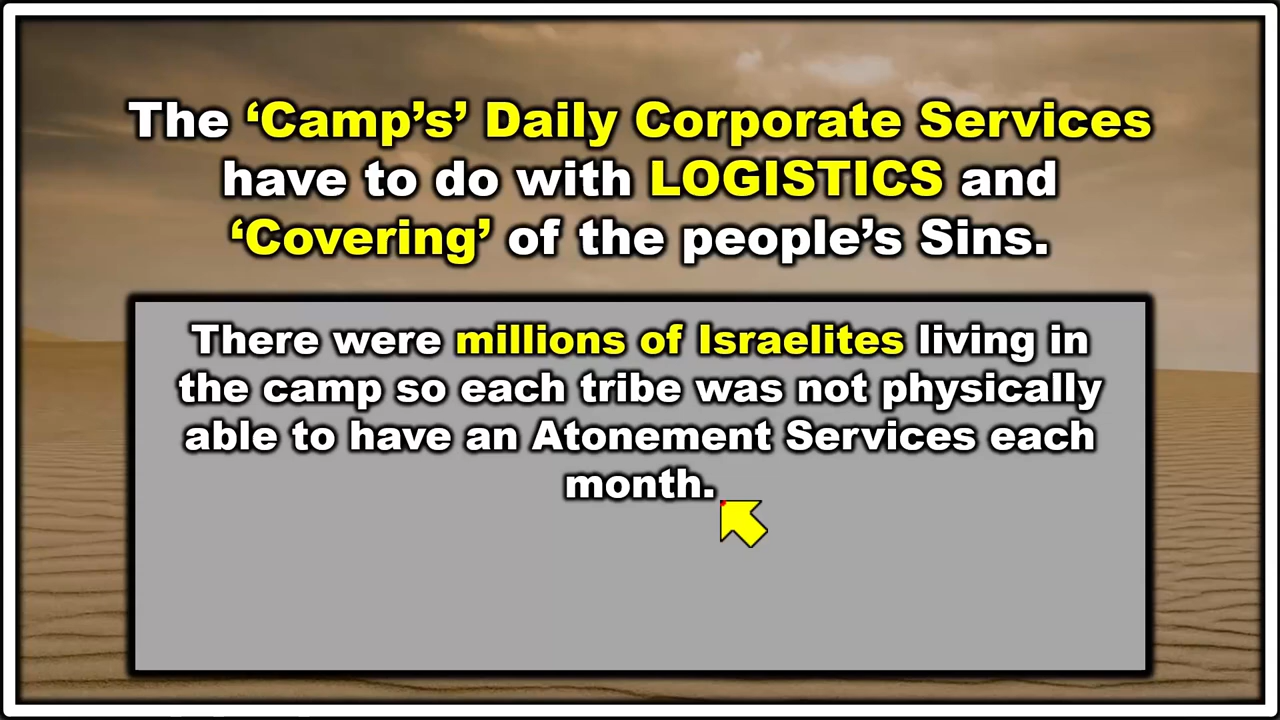 The ‘Camp’s’ Daily Corporate Services
have to do with LOGISTICS and
‘Covering’ of the people’s Sins.
There were millions of Israelites living in
the camp so each tribe was not physically
able to have an Atonement Services each
month.